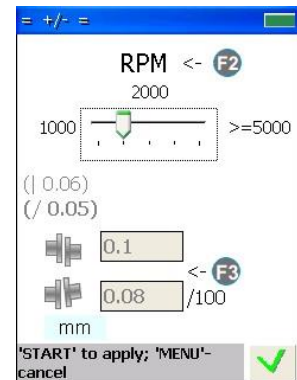 = +/- =
RPM <- F2
2000
1000 >=5000
(| 0.06)
(/ 0.05)
0.1
<- F3
0.08 /100
mm
'START' to apply; 'MENU'-
cancel